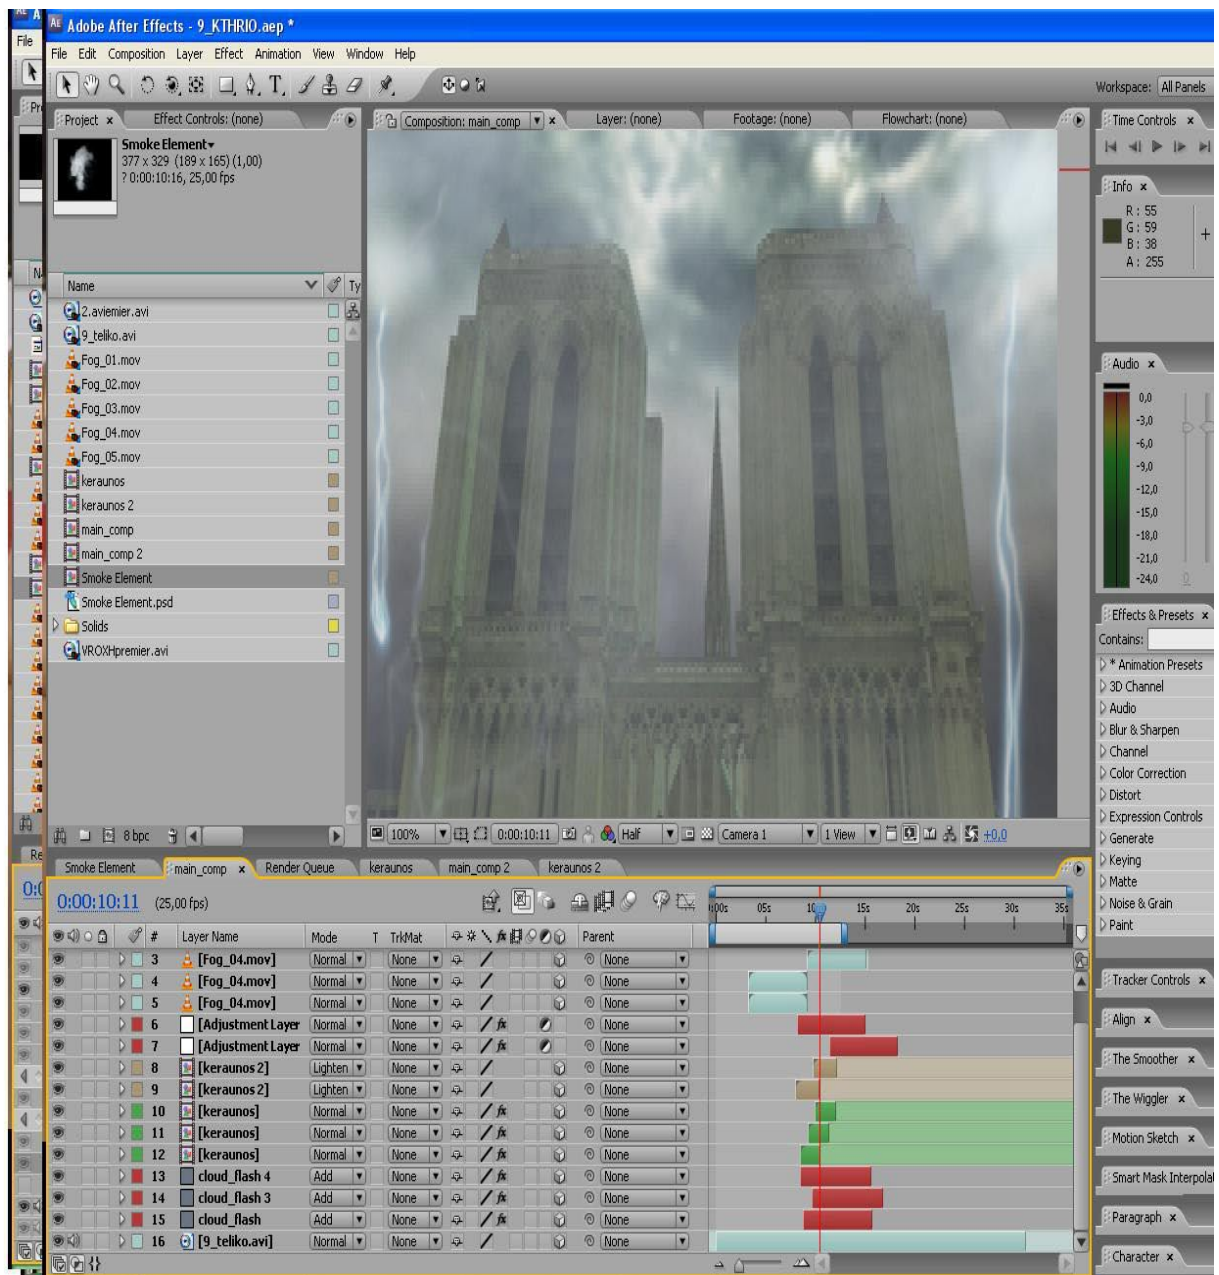 Adobe After Effects - 9_KTHRIO.aep *
File Edit Composition Layer Effect Animation View Window Help
Workspace: All Panels
Project Effect Controls: (none)
Composition: main_comp Layer: (none) Footage: (none) Flowchart: (none)
Time Controls
Smoke Element
377 x 329 (189 x 165) (1,00)
? 0:00:10:16, 25,00 fps
Info
R: 55
G: 59
B: 38
A: 255
Name Ty
2.aviemier.avi
9_teliko.avi
Fog_01.mov
Fog_02.mov
Fog_03.mov
Fog_04.mov
Fog_05.mov
keraunos
keraunos 2
main_comp
main_comp 2
Smoke Element
Smoke Element.psd
Solids
VROXHpremier.avi
8 bpc
Audio
0,0
-3,0
-6,0
-9,0
-12,0
-15,0
-18,0
-21,0
-24,0 0
Effects & Presets
Contains:
* Animation Presets
3D Channel
Audio
Blur & Sharpen
Channel
Color Correction
Distort
Expression Controls
Generate
Keying
Matte
Noise & Grain
Paint
100% 0:00:10:11 Half Camera 1 1 View +0,0
Smoke Element main_comp Render Queue keraunos main_comp 2 keraunos 2
0:00:10:11 (25,00 fps)
05s 15s 20s 25s 30s 35s
# Layer Name Mode T TrkMat Parent
3 [Fog_04.mov] Normal None None
4 [Fog_04.mov] Normal None None
5 [Fog_04.mov] Normal None None
6 [Adjustment Layer Normal None None
7 [Adjustment Layer Normal None None
8 [keraunos 2] Lighten None None
9 [keraunos 2] Lighten None None
10 [keraunos] Normal None None
11 [keraunos] Normal None None
12 [keraunos] Normal None None
13 cloud_flash 4 Add None None
14 cloud_flash 3 Add None None
15 cloud_flash Add None None
16 [9_teliko.avi] Normal None None
Tracker Controls
Align
The Smoother
The Wiggler
Motion Sketch
Smart Mask Interpolat
Paragraph
Character